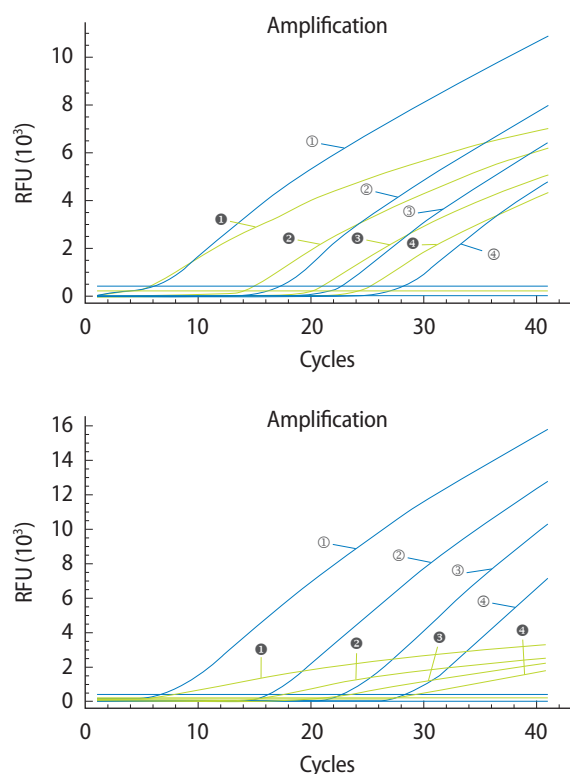 Amplification
RFU (10³)
10
8
6
4
2
0
① ② ③ ④
❶ ❷ ❸ ❹
0 10 20 30 40
Cycles
Amplification
RFU (10³)
16
14
12
10
8
6
4
2
0
① ② ③ ④
❶ ❷ ❸ ❹
0 10 20 30 40
Cycles